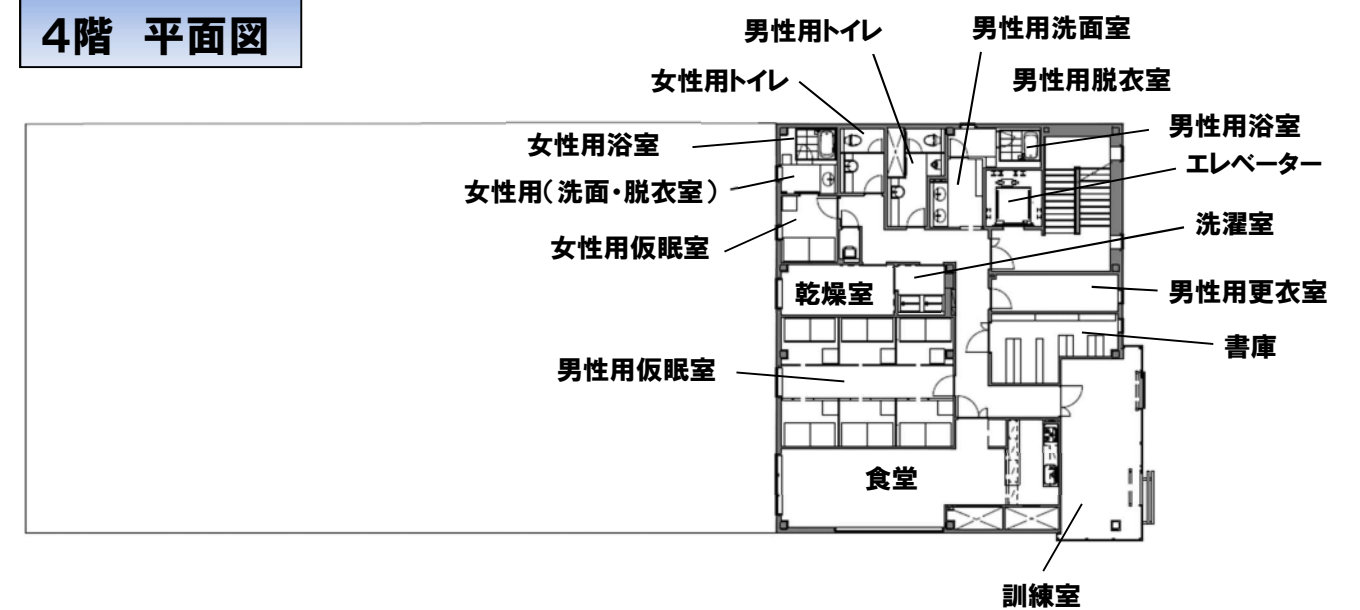 4階 平面図
男性用トイレ
男性用洗面室
女性用トイレ
男性用脱衣室
女性用浴室
男性用浴室
エレベーター
女性用(洗面・脱衣室)
洗濯室
女性用仮眠室
乾燥室
男性用更衣室
書庫
男性用仮眠室
食堂
訓練室